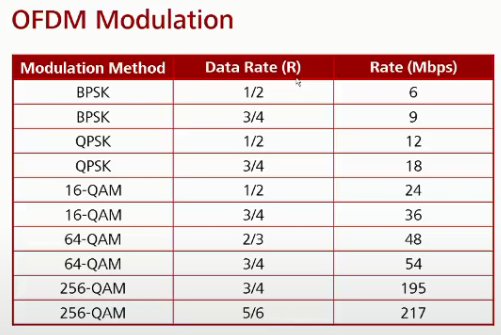 OFDM Modulation
Modulation Method Data Rate (R) Rate (Mbps)
BPSK 1/2 6
BPSK 3/4 9
QPSK 1/2 12
QPSK 3/4 18
16-QAM 1/2 24
16-QAM 3/4 36
64-QAM 2/3 48
64-QAM 3/4 54
256-QAM 3/4 195
256-QAM 5/6 217